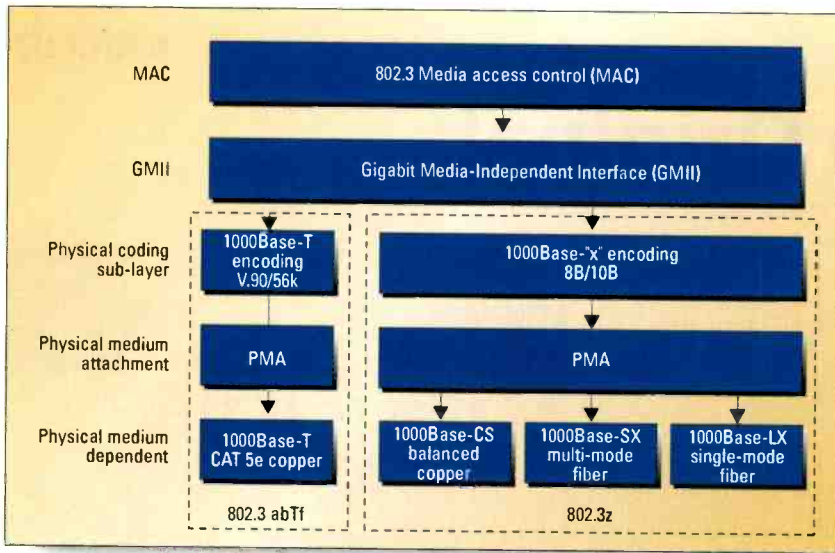 MAC
802.3 Media access control (MAC)
GMII
Gigabit Media-Independent Interface (GMII)
Physical coding
sub-layer
1000Base-T
encoding
V.90/56k
1000Base-"x" encoding
8B/10B
Physical medium
attachment
PMA
PMA
Physical medium
dependent
1000Base-T
CAT 5e copper
1000Base-CS
balanced
copper
1000Base-SX
multi-mode
fiber
1000Base-LX
single-mode
fiber
802.3 abTf
802.3z